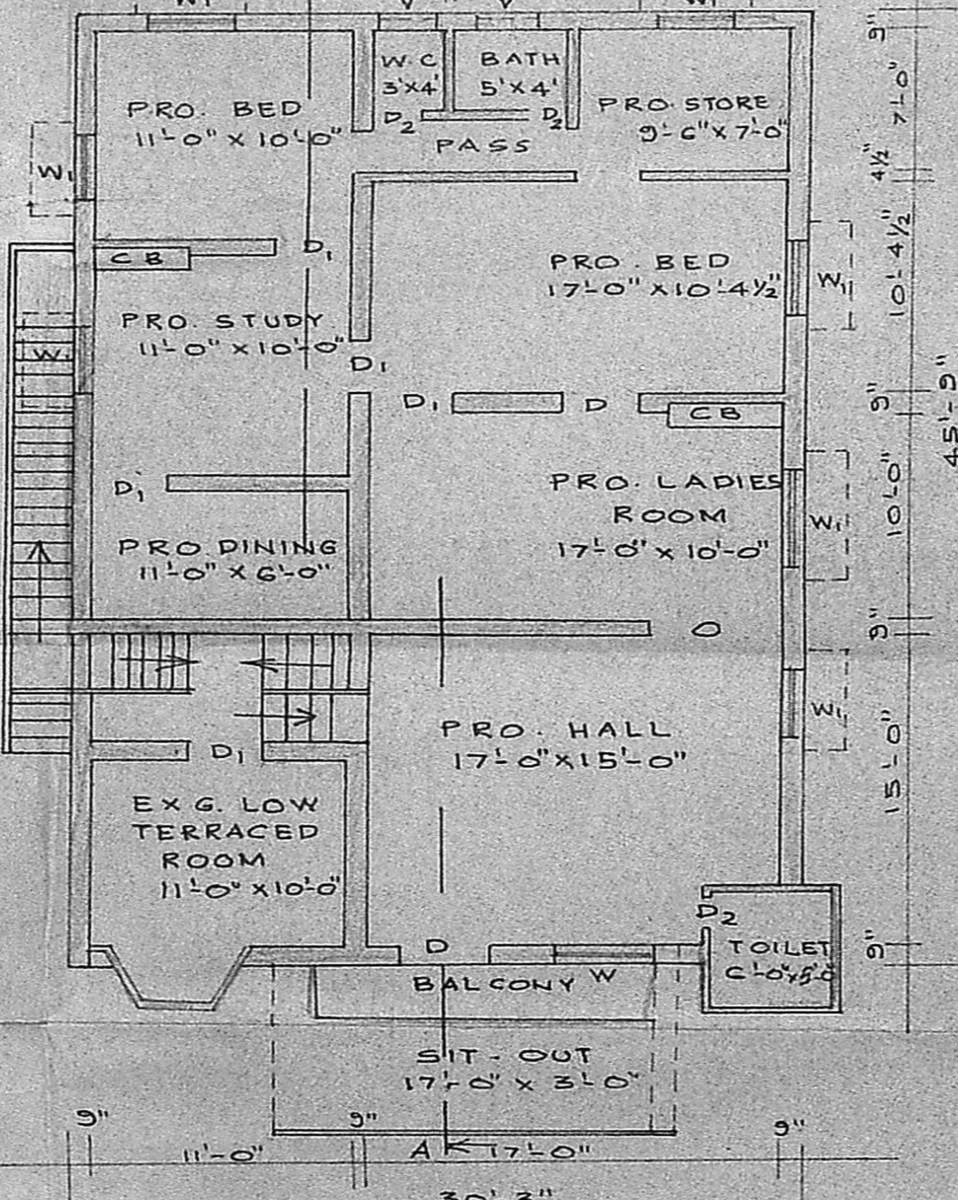 W1
V
V
W1
9"
W.C
3'X4'
BATH
5'X4'
PRO. BED
11'-0" X 10'-0"
PRO. STORE
9'-6" X 7'-0"
7'-0"
D2
D2
PASS
4½"
W1
C B
D1
PRO. BED
17'-0" X 10'-4½"
W1
10'-4½"
PRO. STUDY
11'-0" X 10'-0"
W1
D1
D1
D
C B
9"
45'-9"
D1
PRO. LADIES
ROOM
17'-0" X 10'-0"
W1
10'-0"
PRO DINING
11'-0" X 6'-0"
O
9"
W1
PRO. HALL
17'-0" X 15'-0"
15'-0"
D1
EXG. LOW
TERRACED
ROOM
11'-0" X 10'-0"
D2
D
TOILET
9"
BALCONY
W
SIT-OUT
17'-0" X 3'-0"
9"
9"
9"
11'-0"
A
17'-0"
30'-3"